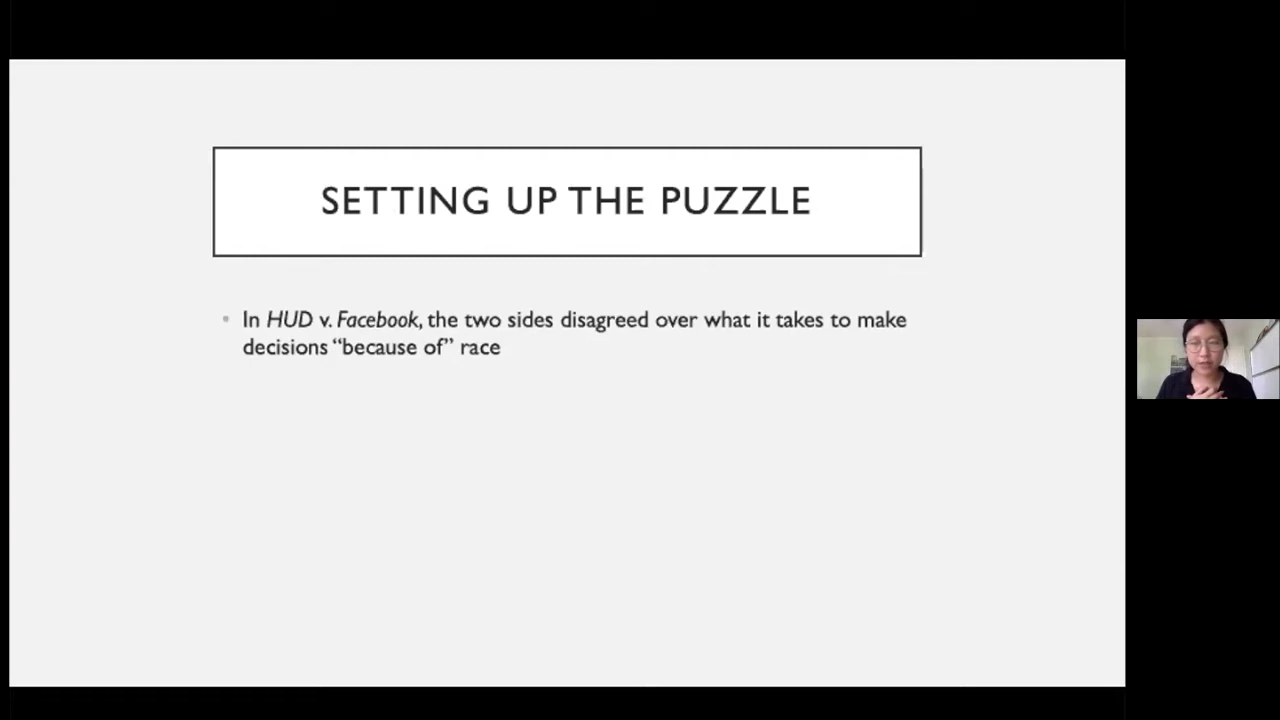 SETTING UP THE PUZZLE
• In HUD v. Facebook, the two sides disagreed over what it takes to make
decisions “because of” race